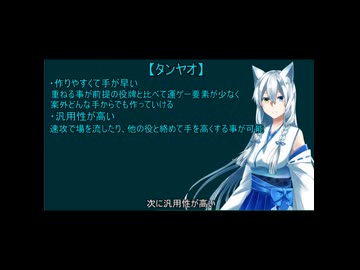 【タンヤオ】
・作りやすくて手が早い
重ねる事が前提の役牌と比べて運ゲー要素が少なく
案外どんな手からでも作っていける
・汎用性が高い
速攻で場を流したり、他の役と絡めて手を高くする事が可能
次に汎用性が高い